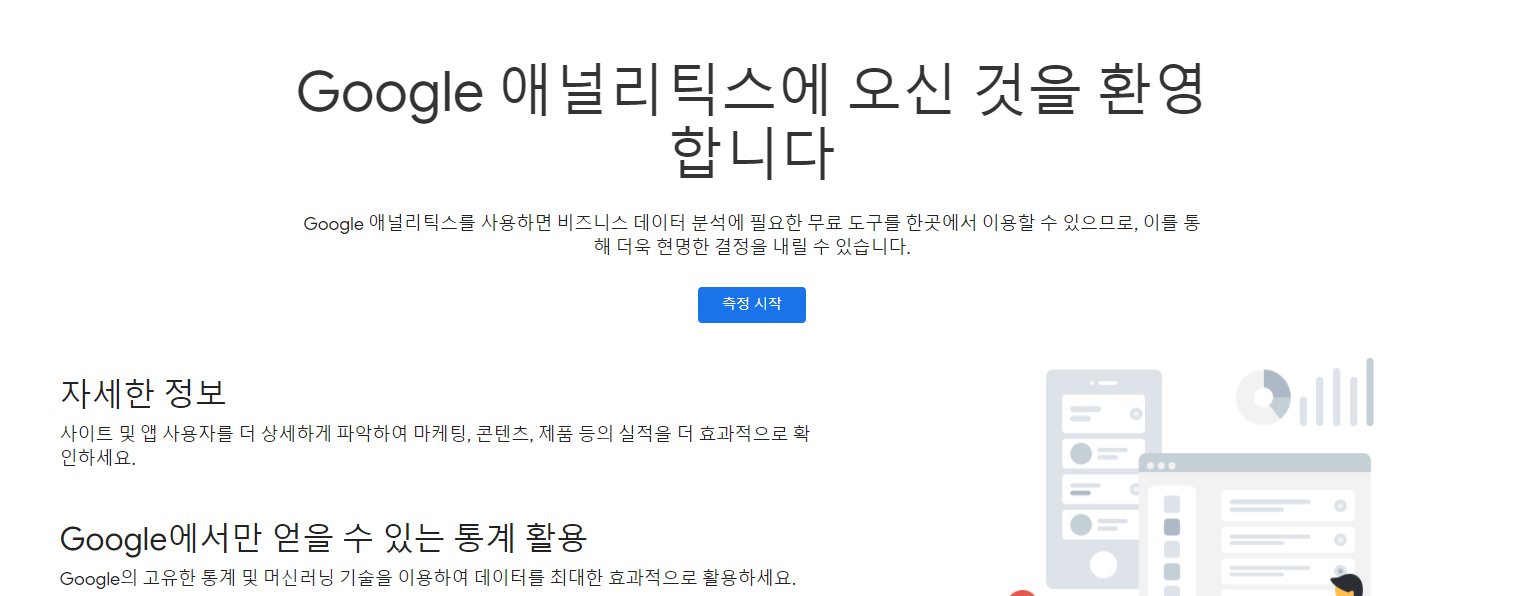 Google 애널리틱스에 오신 것을 환영
합니다
Google 애널리틱스를 사용하면 비즈니스 데이터 분석에 필요한 무료 도구를 한곳에서 이용할 수 있으므로, 이를 통
해 더욱 현명한 결정을 내릴 수 있습니다.
측정 시작
자세한 정보
사이트 및 앱 사용자를 더 상세하게 파악하여 마케팅, 콘텐츠, 제품 등의 실적을 더 효과적으로 확
인하세요.
Google에서만 얻을 수 있는 통계 활용
Google의 고유한 통계 및 머신러닝 기술을 이용하여 데이터를 최대한 효과적으로 활용하세요.